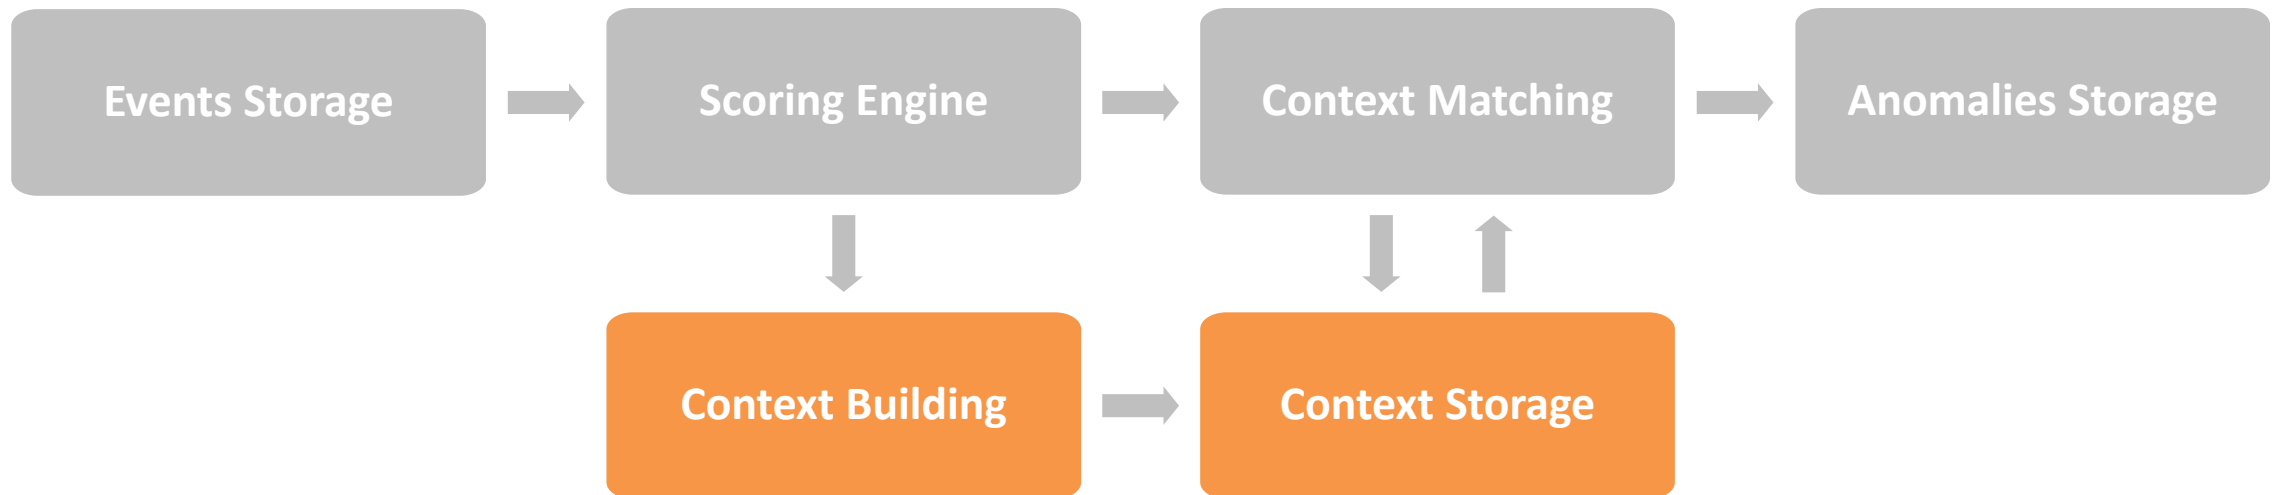 Events Storage
Scoring Engine
Context Matching
Anomalies Storage
Context Building
Context Storage